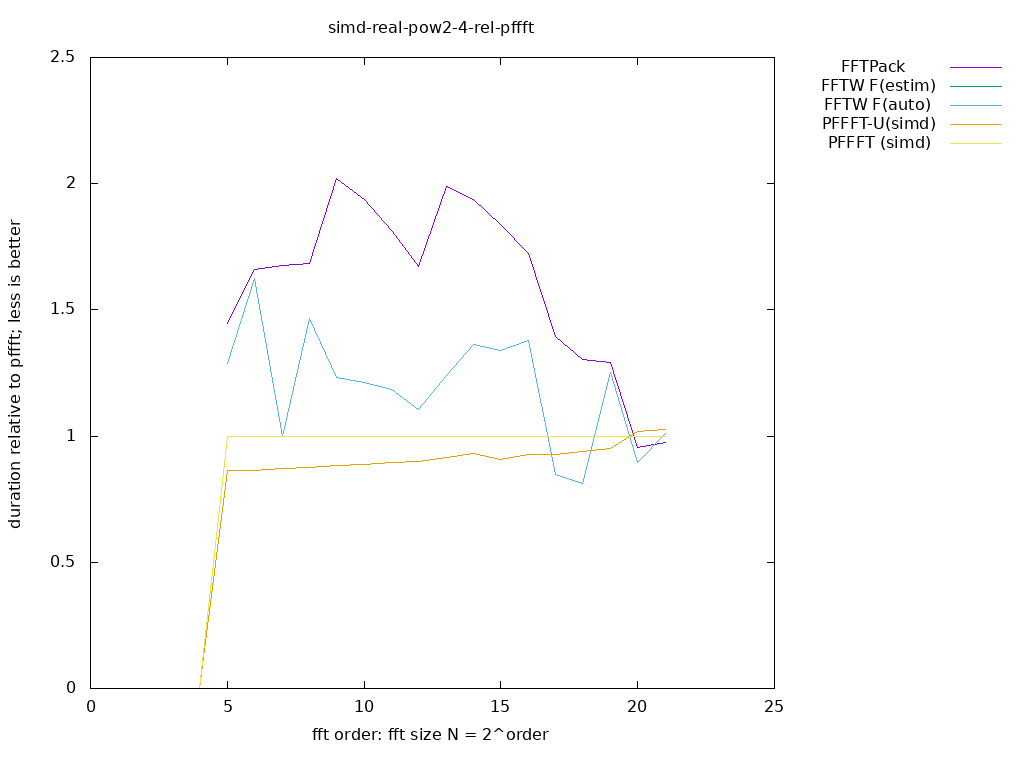 simd-real-pow2-4-rel-pffft
FFTPack
FFTW F(estim)
FFTW F(auto)
PFFFT-U(simd)
PFFFT (simd)
duration relative to pffft; less is better
2.5
2
1.5
1
0.5
0
0 5 10 15 20 25
fft order: fft size N = 2^order